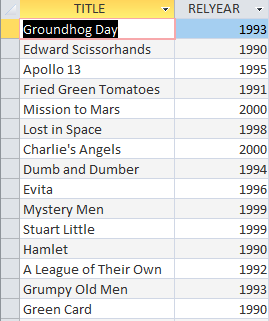 TITLE RELYEAR
Groundhog Day 1993
Edward Scissorhands 1990
Apollo 13 1995
Fried Green Tomatoes 1991
Mission to Mars 2000
Lost in Space 1998
Charlie's Angels 2000
Dumb and Dumber 1994
Evita 1996
Mystery Men 1999
Stuart Little 1999
Hamlet 1990
A League of Their Own 1992
Grumpy Old Men 1993
Green Card 1990